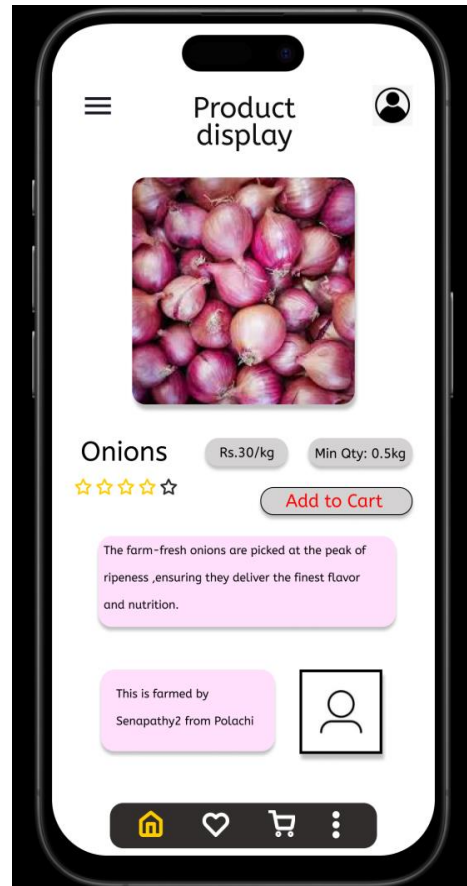 Product
display
Onions
Rs.30/kg
Min Qty: 0.5kg
Add to Cart
The farm-fresh onions are picked at the peak of
ripeness ,ensuring they deliver the finest flavor
and nutrition.
This is farmed by
Senapathy2 from Polachi